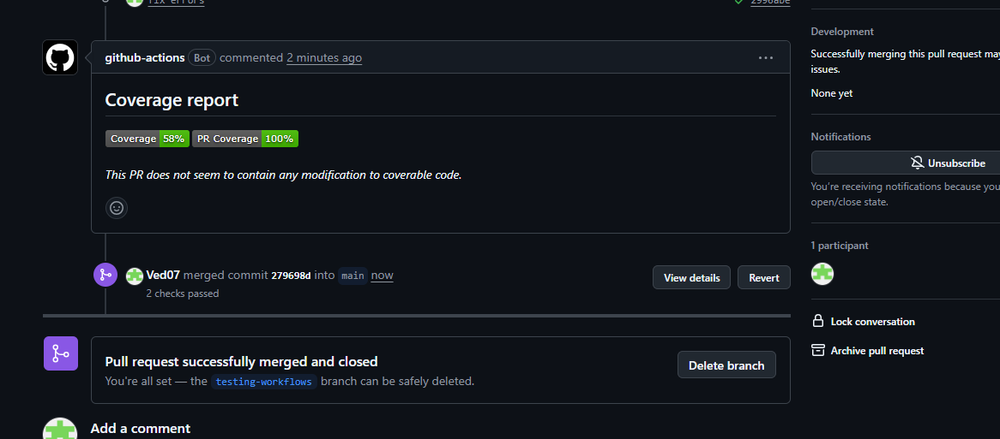 fix errors
2996abe
github-actions Bot commented 2 minutes ago
Coverage report
Coverage 58% PR Coverage 100%
This PR does not seem to contain any modification to coverable code.
Ved07 merged commit 279698d into main now
2 checks passed
View details
Revert
Pull request successfully merged and closed
You're all set — the testing-workflows branch can be safely deleted.
Delete branch
Add a comment
Development
Successfully merging this pull request may
issues.
None yet
Notifications
Unsubscribe
You're receiving notifications because you
open/close state.
1 participant
Lock conversation
Archive pull request